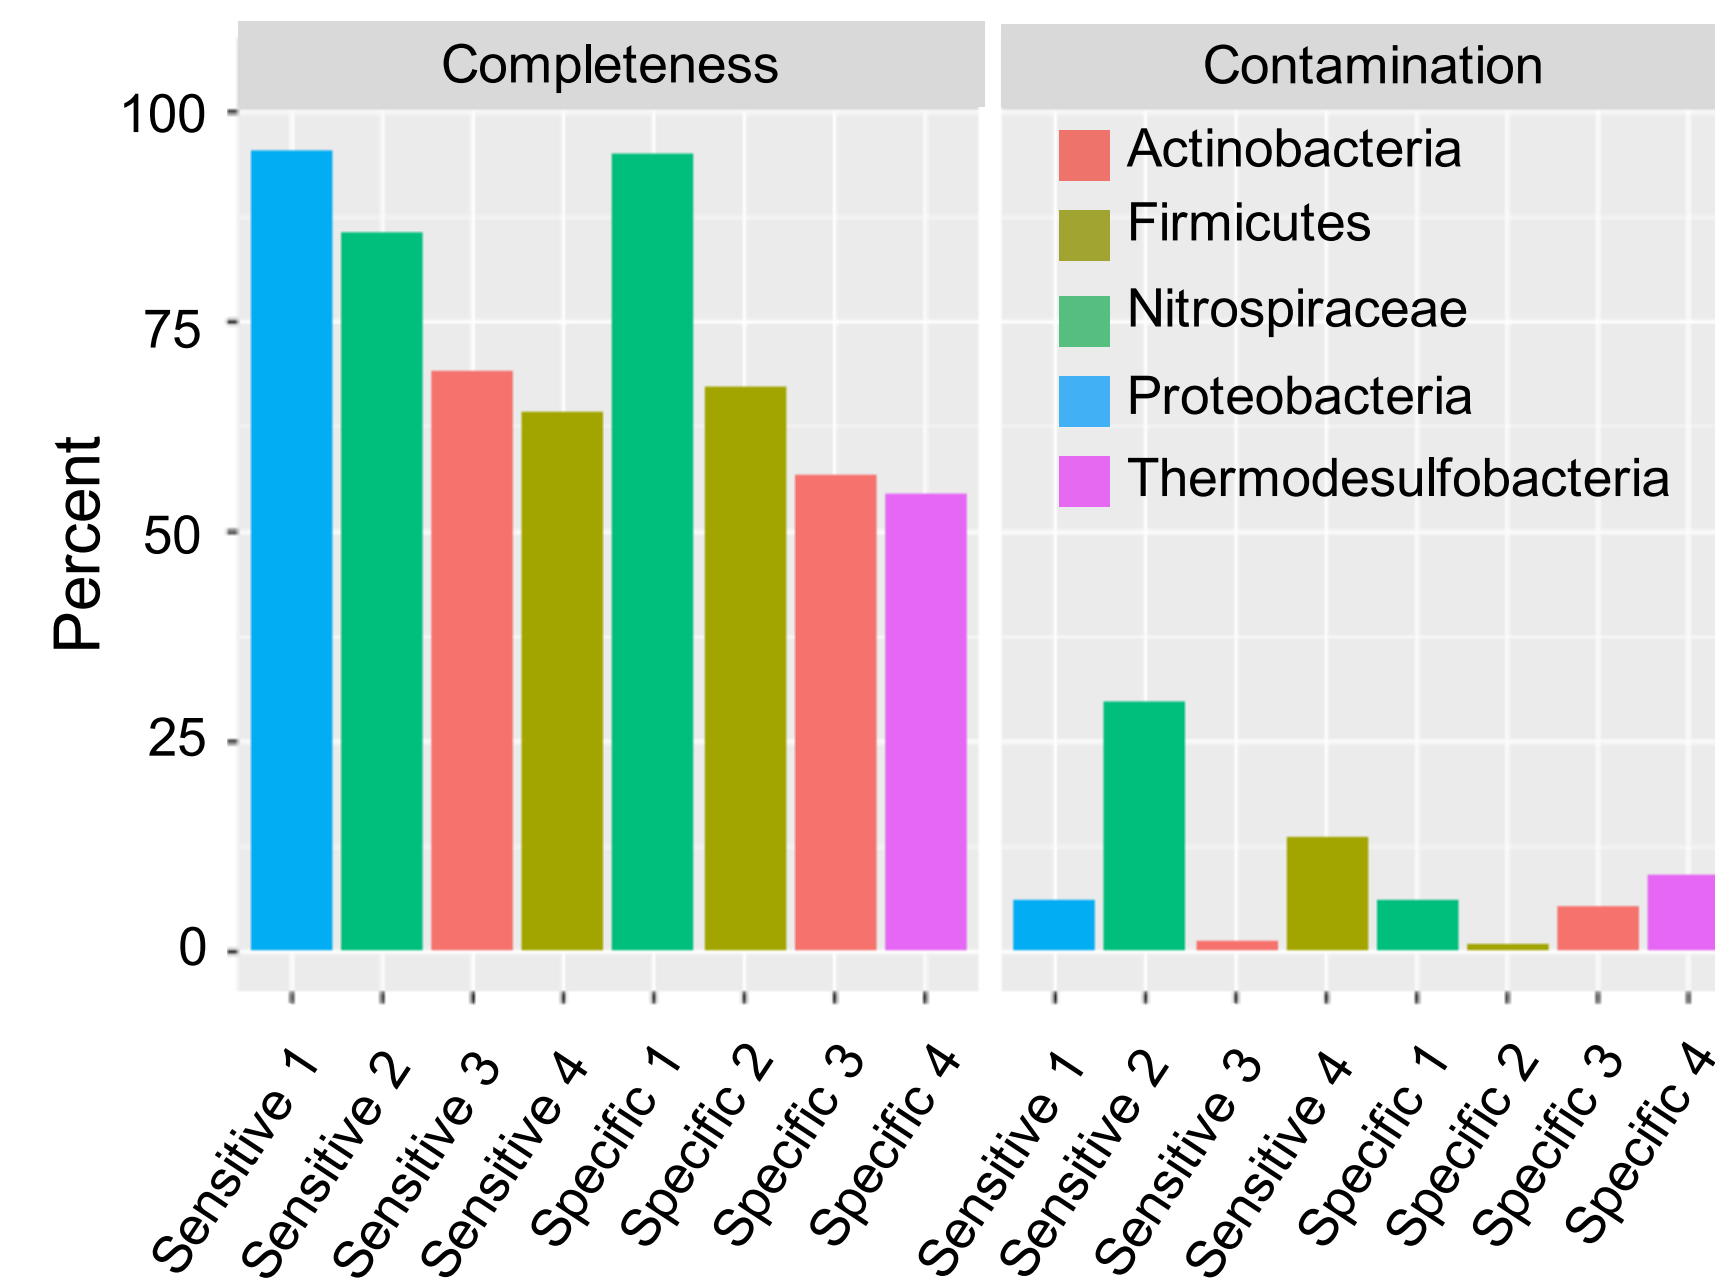 Completeness
Contamination
100
75
50
25
0
Percent
Actinobacteria
Firmicutes
Nitrospiraceae
Proteobacteria
Thermodesulfobacteria
Sensitive 1
Sensitive 2
Sensitive 3
Sensitive 4
Specific 1
Specific 2
Specific 3
Specific 4
Sensitive 1
Sensitive 2
Sensitive 3
Sensitive 4
Specific 1
Specific 2
Specific 3
Specific 4